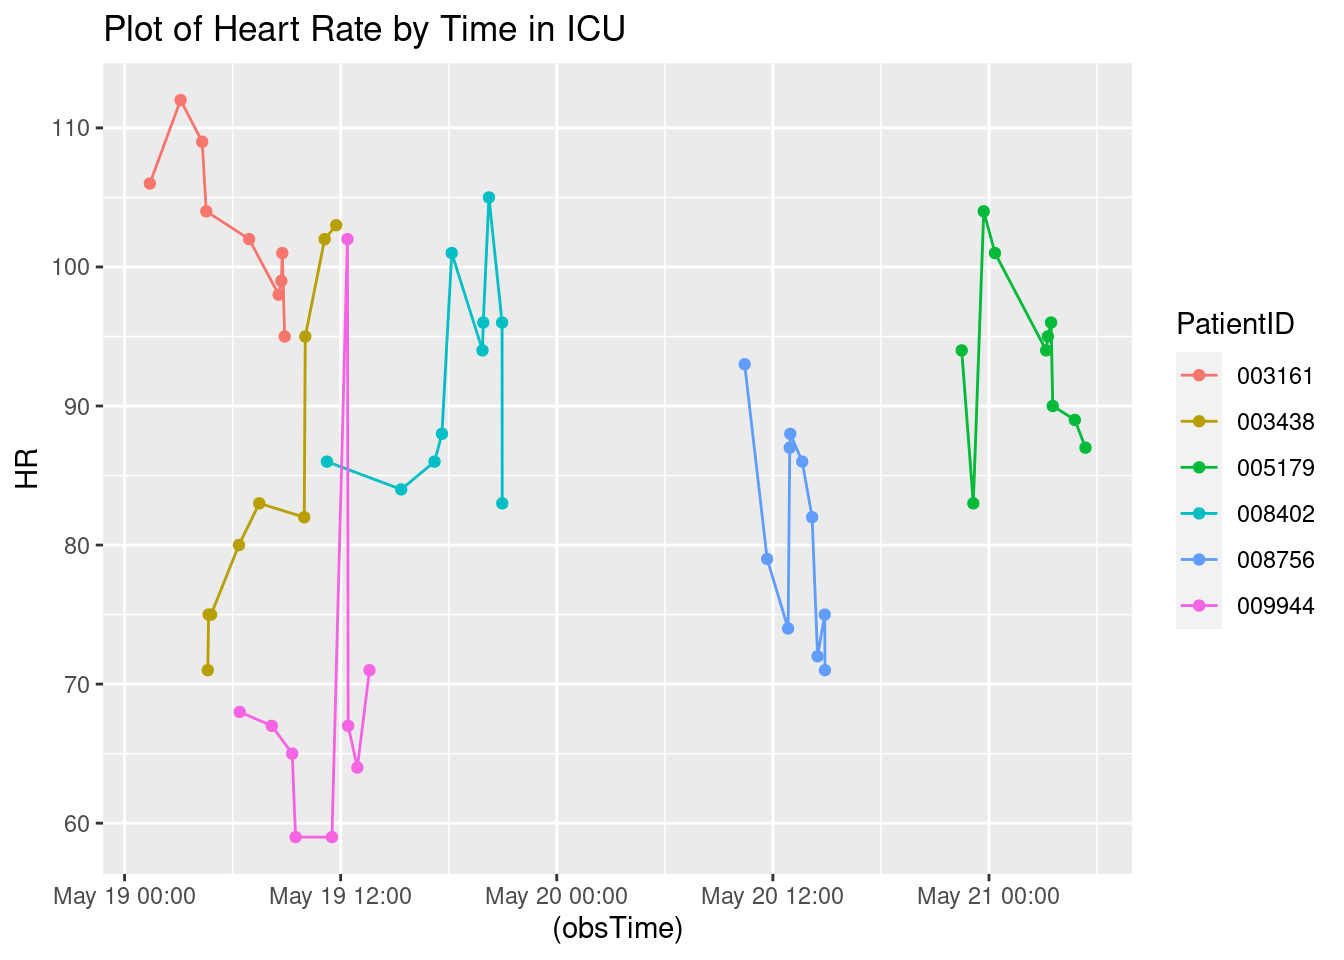 Plot of Heart Rate by Time in ICU
HR
110
100
90
80
70
60
May 19 00:00 May 19 12:00 May 20 00:00 May 20 12:00 May 21 00:00
(obsTime)
PatientID
003161
003438
005179
008402
008756
009944